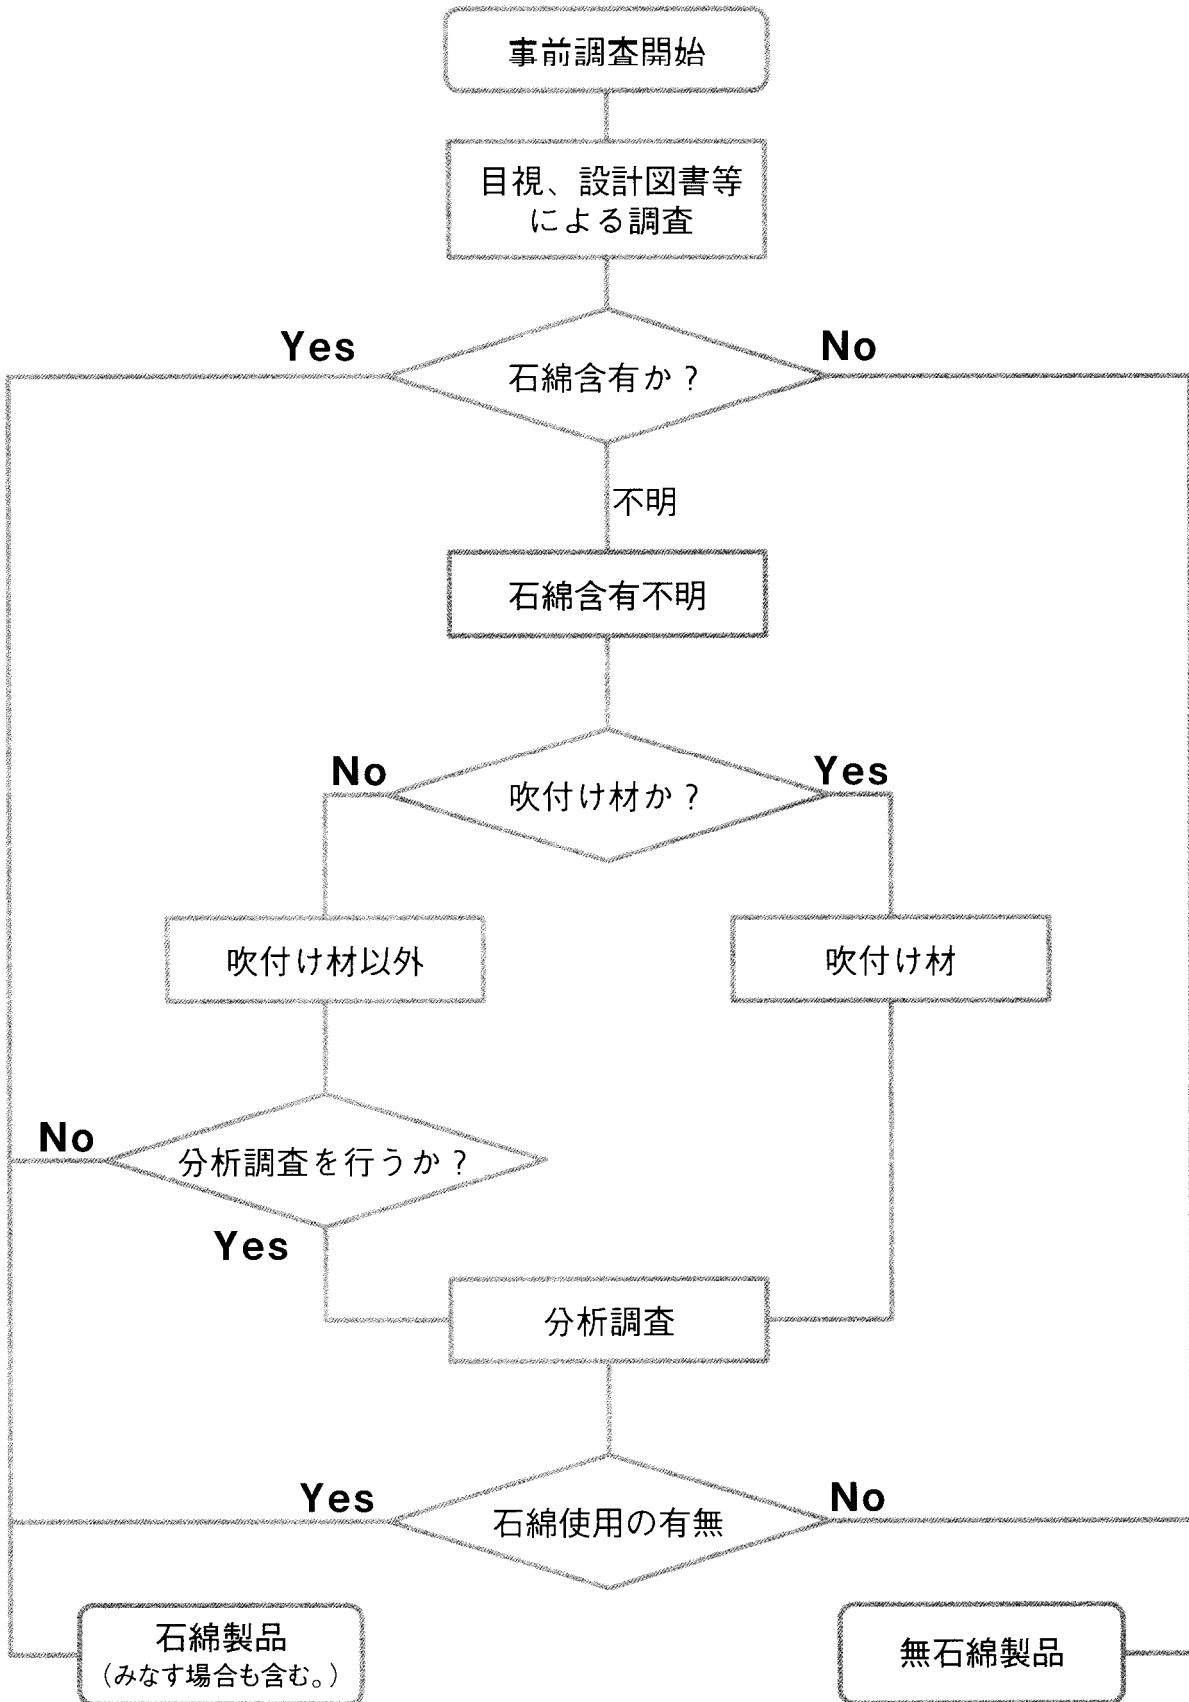 事前調査開始
目視、設計図書等
による調査
Yes
No
石綿含有か？
不明
石綿含有不明
No
Yes
吹付け材か？
吹付け材以外
吹付け材
No
分析調査を行うか？
Yes
分析調査
Yes
No
石綿使用の有無
石綿製品
（みなす場合も含む。）
無石綿製品